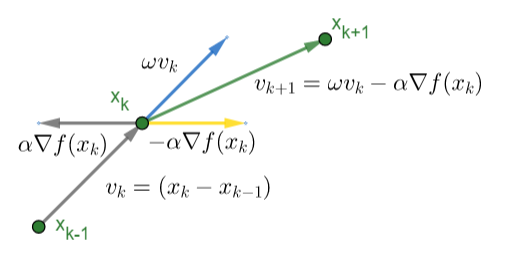 x_{k+1}
ωv_k
v_{k+1} = ωv_k − α∇f(x_k)
x_k
α∇f(x_k)
−α∇f(x_k)
v_k = (x_k − x_{k−1})
x_{k-1}